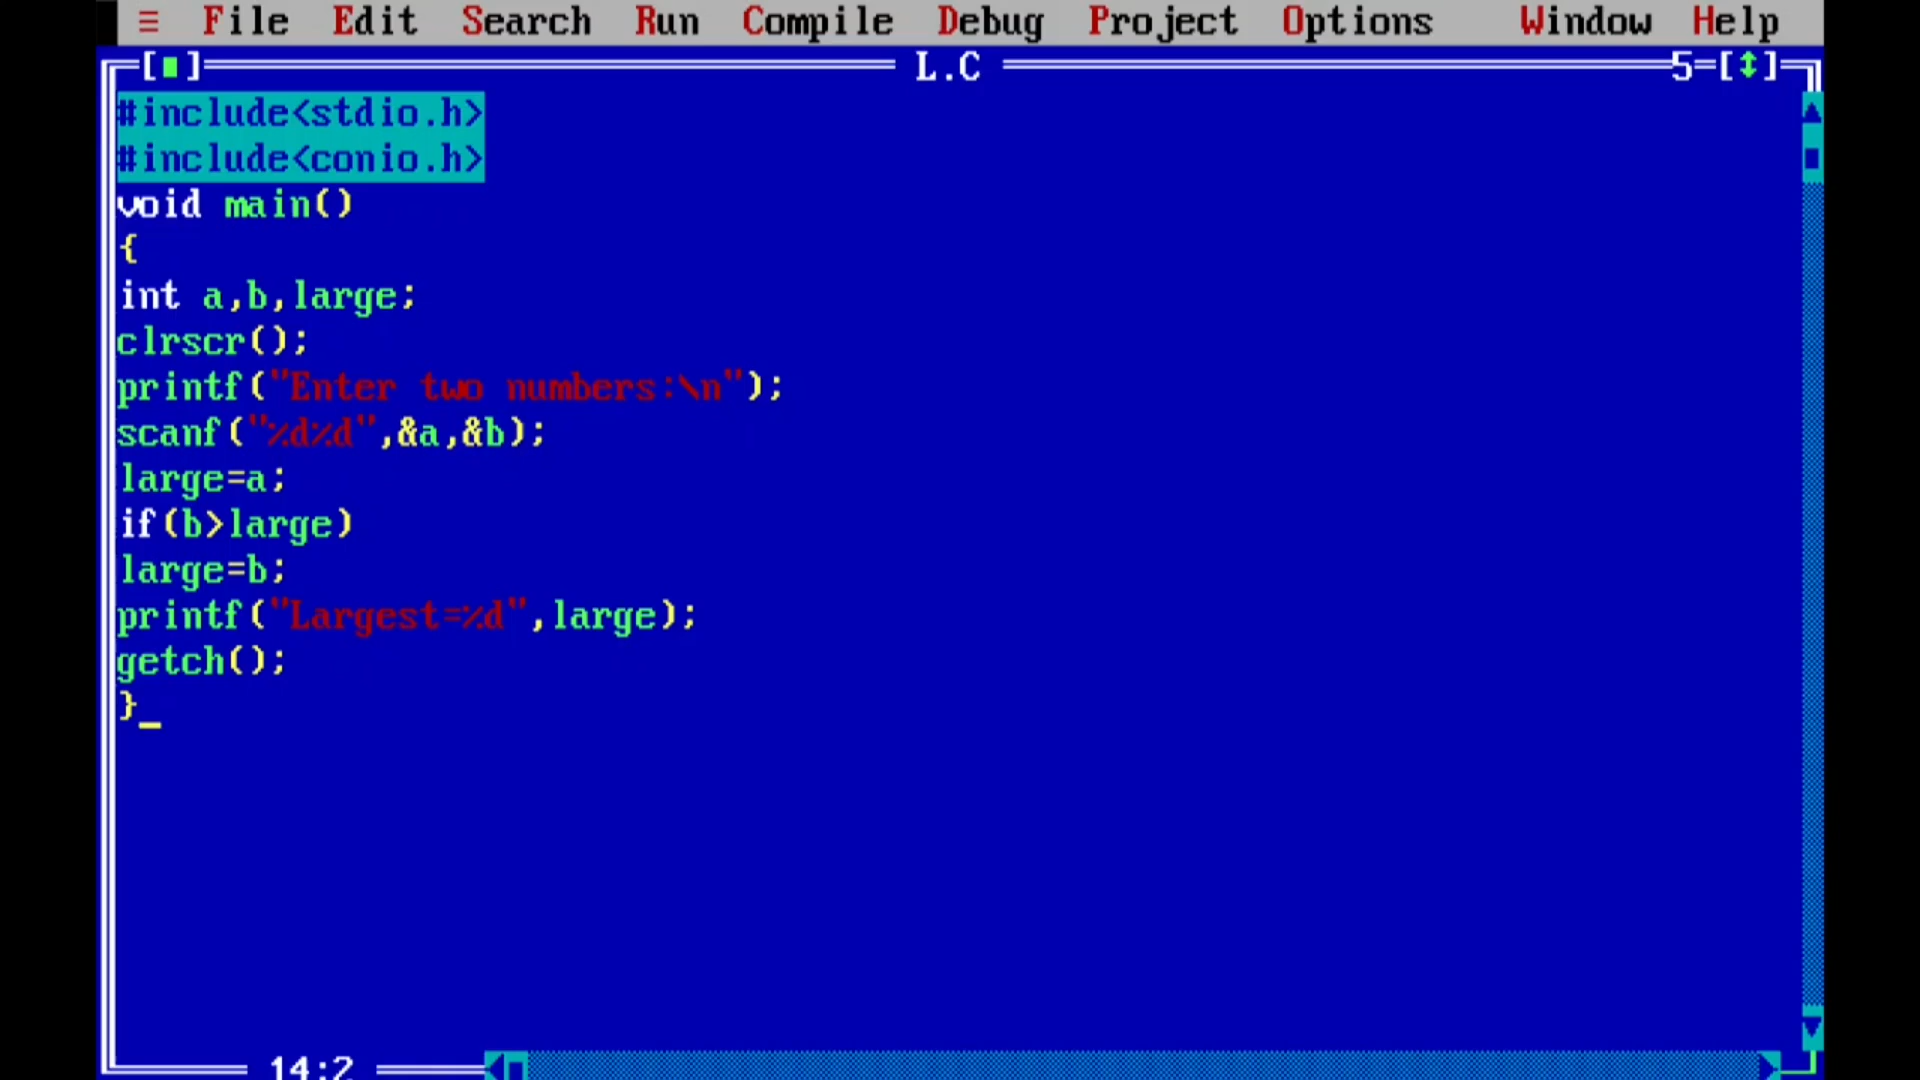 ≡ File Edit Search Run Compile Debug Project Options Window Help
[■] L.C 5=[↕]
#include<stdio.h>
#include<conio.h>
void main()
{
int a,b,large;
clrscr();
printf("Enter two numbers:\n");
scanf("%d%d",&a,&b);
large=a;
if(b>large)
large=b;
printf("Largest=%d",large);
getch();
}_
14:2